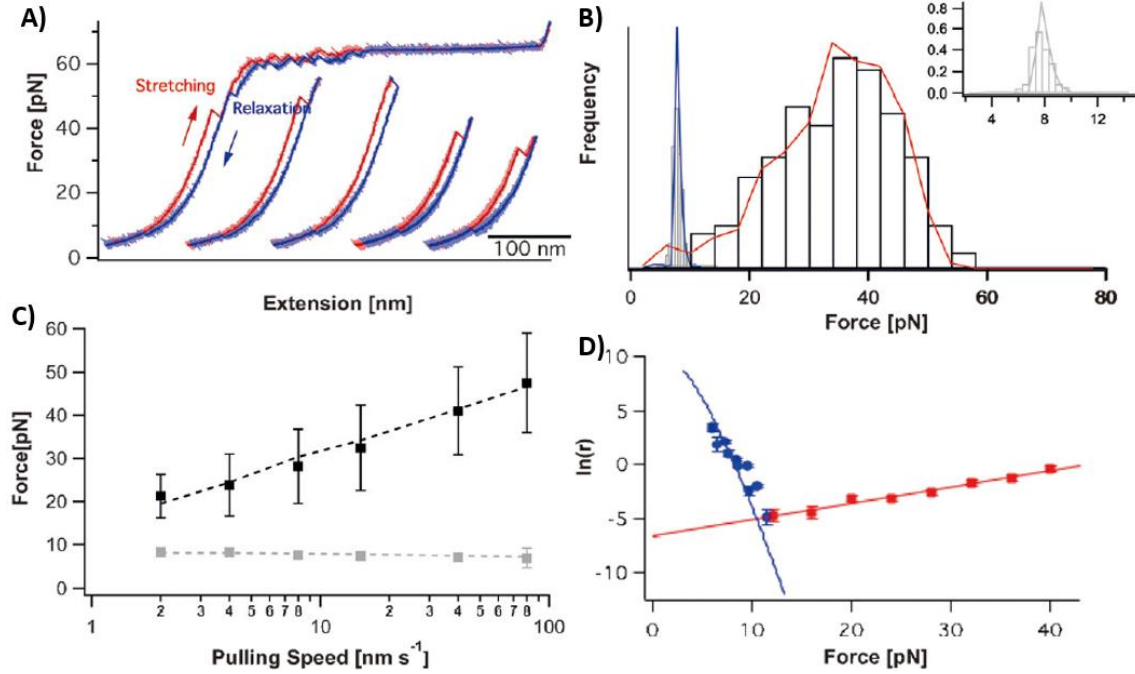 A)
Force [pN]
60
40
20
0
Stretching
Relaxation
100 nm
Extension [nm]
B)
Frequency
0.8
0.6
0.4
0.2
0.0
4 8 12
0 20 40 60 80
Force [pN]
C)
Force[pN]
60
50
40
30
20
10
0
2 3 4 5 6 7 8 2 3 4 5 6 7 8
1 10 100
Pulling Speed [nm s⁻¹]
D)
ln(r)
10
5
0
-5
-10
0 10 20 30 40
Force [pN]